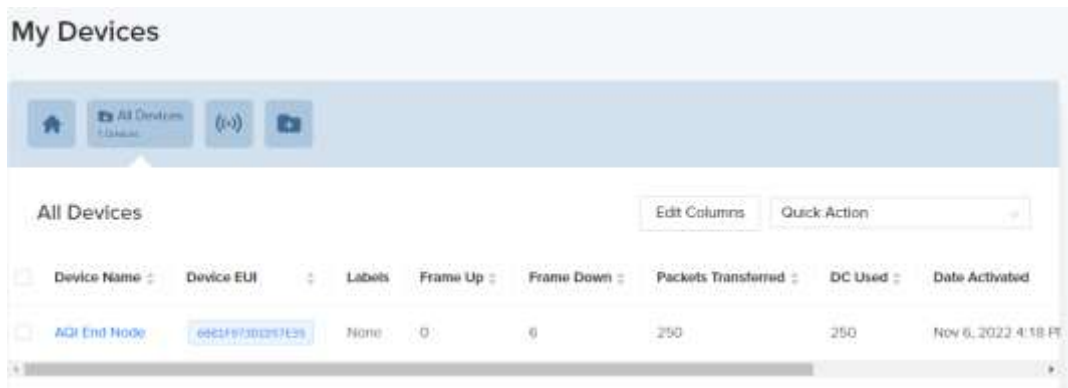 My Devices
All Devices
All Devices
Edit Columns
Quick Action
Device Name Device EUI Labels Frame Up Frame Down Packets Transferred DC Used Date Activated
AQI End Node None 0 6 250 250 Nov 6, 2022 4:18 P